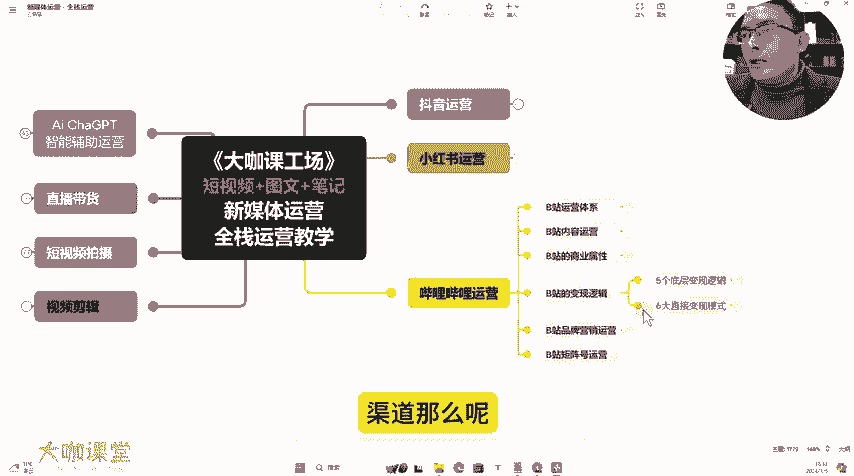 新媒体运营·全栈运营
Ai ChaGPT
智能辅助运营
直播带货
短视频拍摄
视频剪辑
《大咖课工场》
短视频+图文+笔记
新媒体运营
全栈运营教学
抖音运营
小红书运营
哔哩哔哩运营
B站运营体系
B站内容运营
B站的商业属性
B站的变现逻辑
B站品牌营销运营
B站矩阵号运营
5个底层变现逻辑
6大直接变现模式
渠道那么呢
大咖课堂
搜索